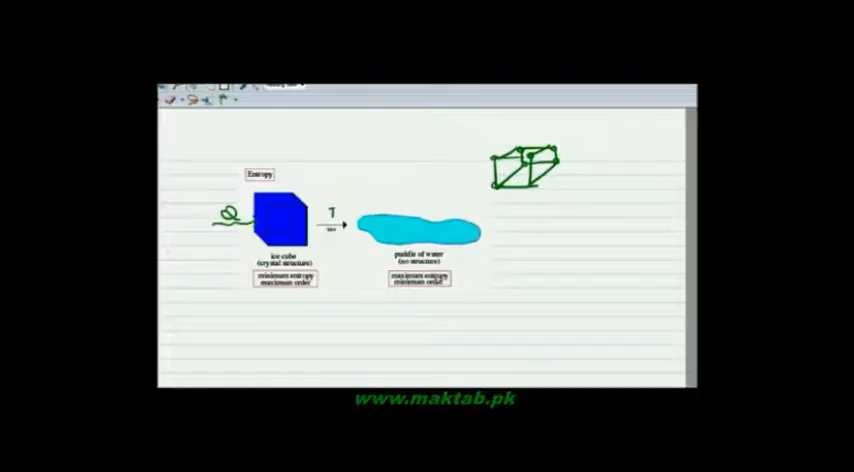 Entropy
Q
T
ice cube
(crystal structure)
puddle of water
(no structure)
minimum entropy
maximum order
maximum entropy
minimum order
www.maktab.pk